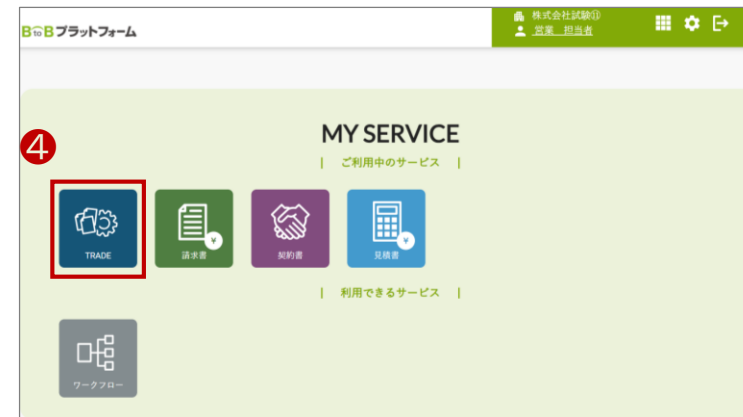 BtoBプラットフォーム
株式会社試験⑪
営業 担当者
4
MY SERVICE
| ご利用中のサービス |
TRADE
請求書
契約書
見積書
| 利用できるサービス |
ワークフロー